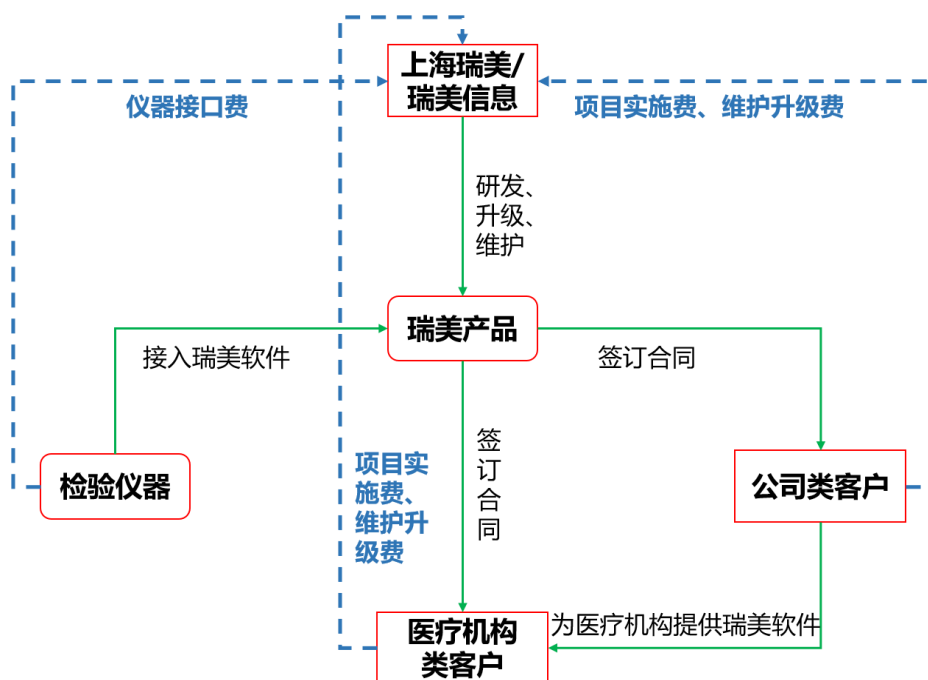 上海瑞美/
瑞美信息
仪器接口费
项目实施费、维护升级费
研发、
升级、
维护
瑞美产品
接入瑞美软件
签订合同
签
订
合
同
项目实
施费、
维护升
级费
检验仪器
公司类客户
为医疗机构提供瑞美软件
医疗机构
类客户